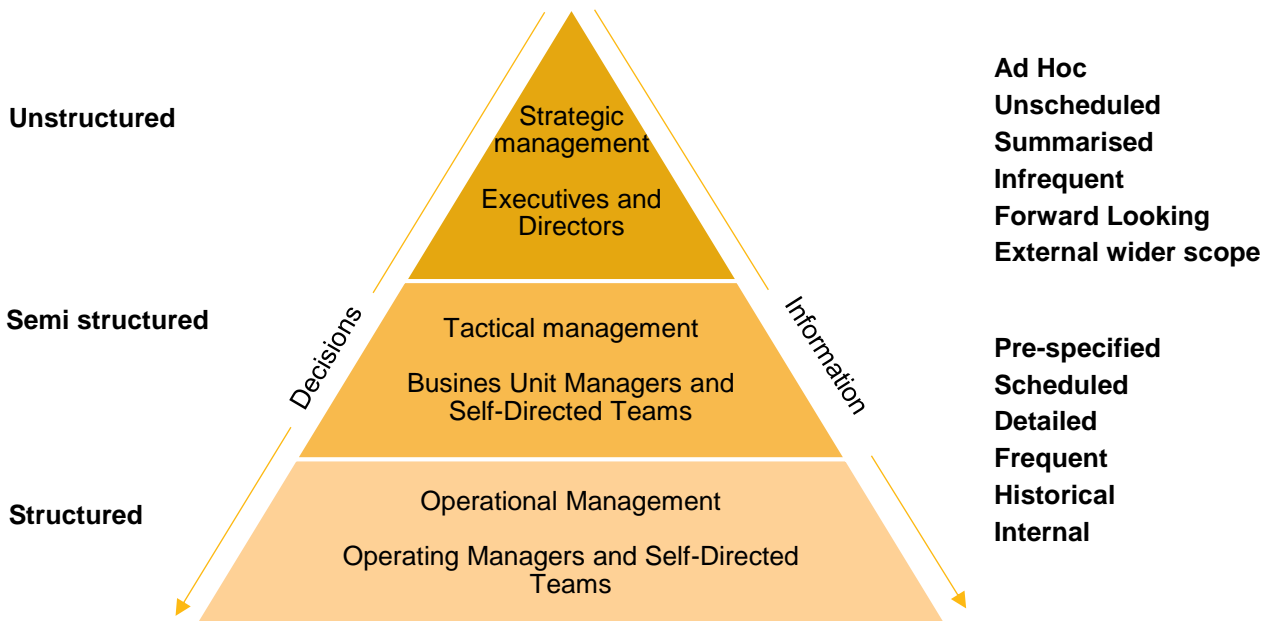 Unstructured
Semi structured
Structured
Decisions
Strategic
management
Executives and
Directors
Tactical management
Busines Unit Managers and
Self-Directed Teams
Operational Management
Operating Managers and Self-Directed
Teams
Information
Ad Hoc
Unscheduled
Summarised
Infrequent
Forward Looking
External wider scope
Pre-specified
Scheduled
Detailed
Frequent
Historical
Internal